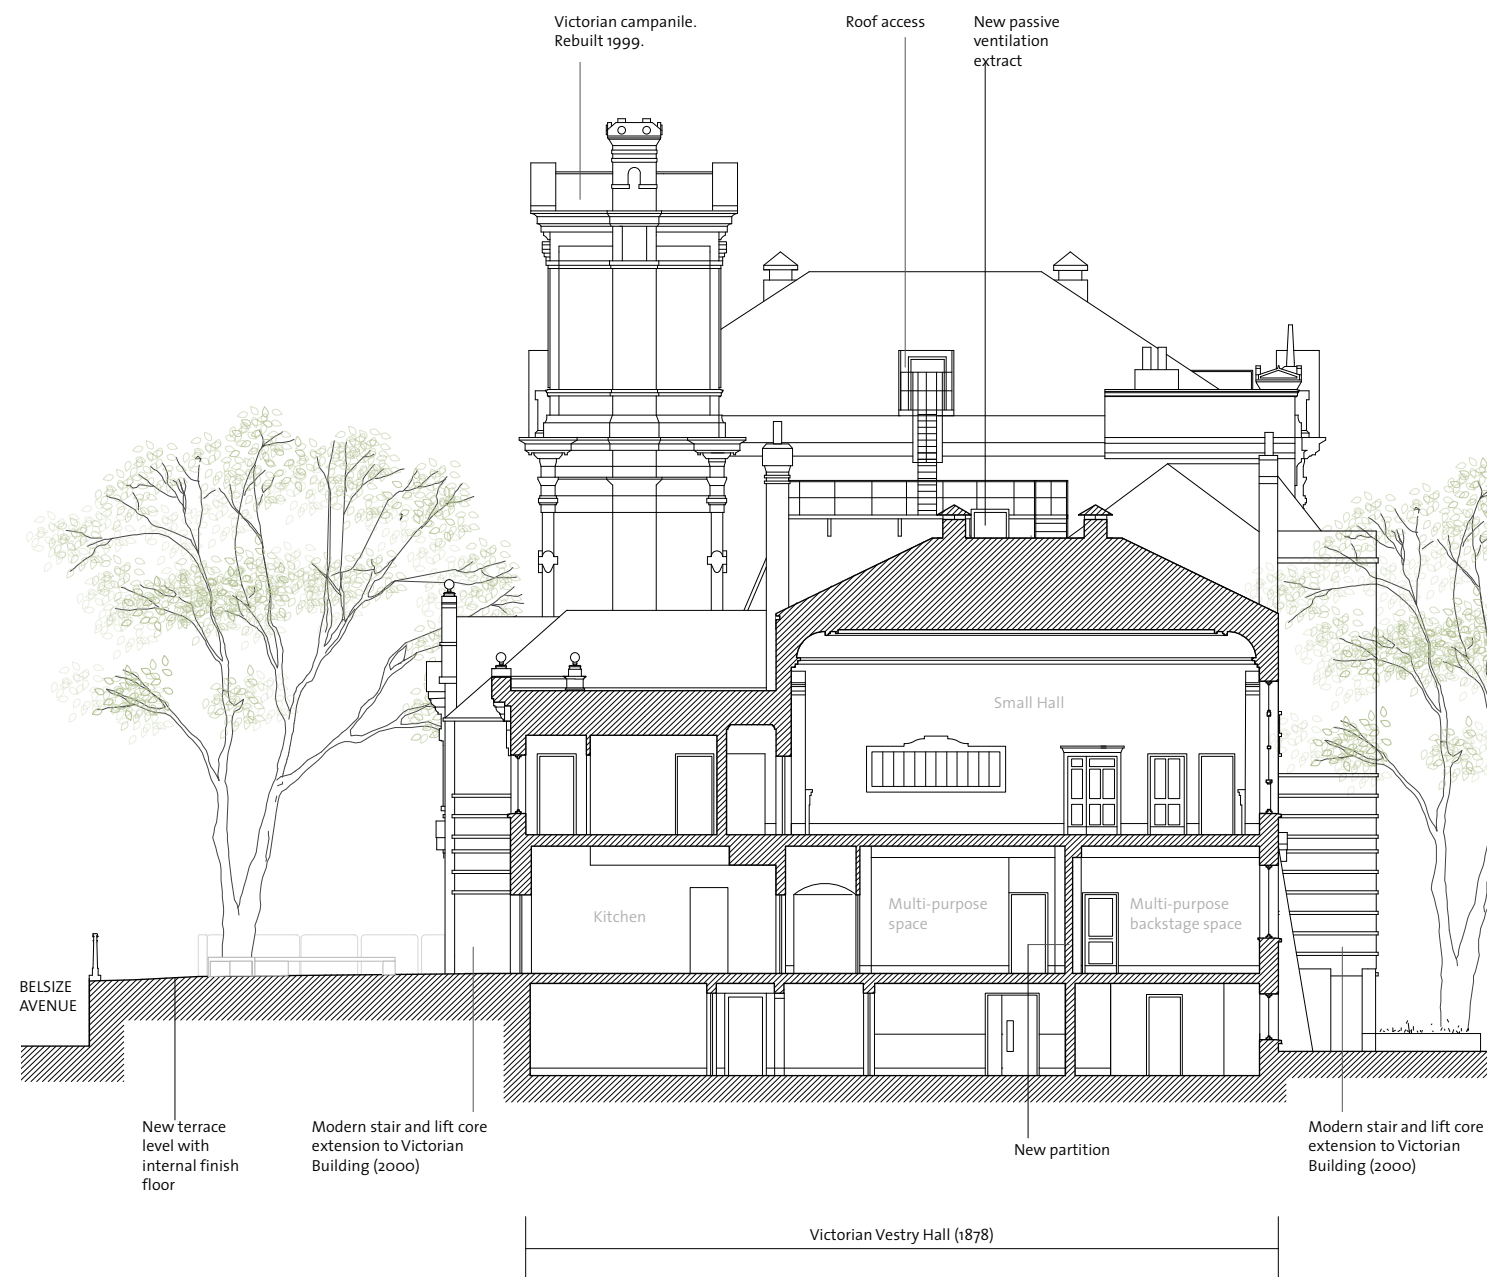 Victorian campanile.
Rebuilt 1999.
Roof access
New passive
ventilation
extract
Small Hall
Kitchen
Multi-purpose
space
Multi-purpose
backstage space
BELSIZE
AVENUE
New terrace
level with
internal finish
floor
Modern stair and lift core
extension to Victorian
Building (2000)
New partition
Modern stair and lift core
extension to Victorian
Building (2000)
Victorian Vestry Hall (1878)